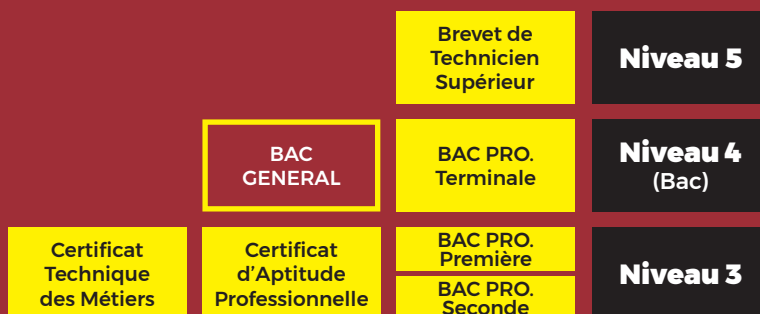 Brevet de
Technicien
Supérieur
Niveau 5
BAC
GENERAL
BAC PRO.
Terminale
Niveau 4
(Bac)
Certificat
Technique
des Métiers
Certificat
d'Aptitude
Professionnelle
BAC PRO.
Première
BAC PRO.
Seconde
Niveau 3